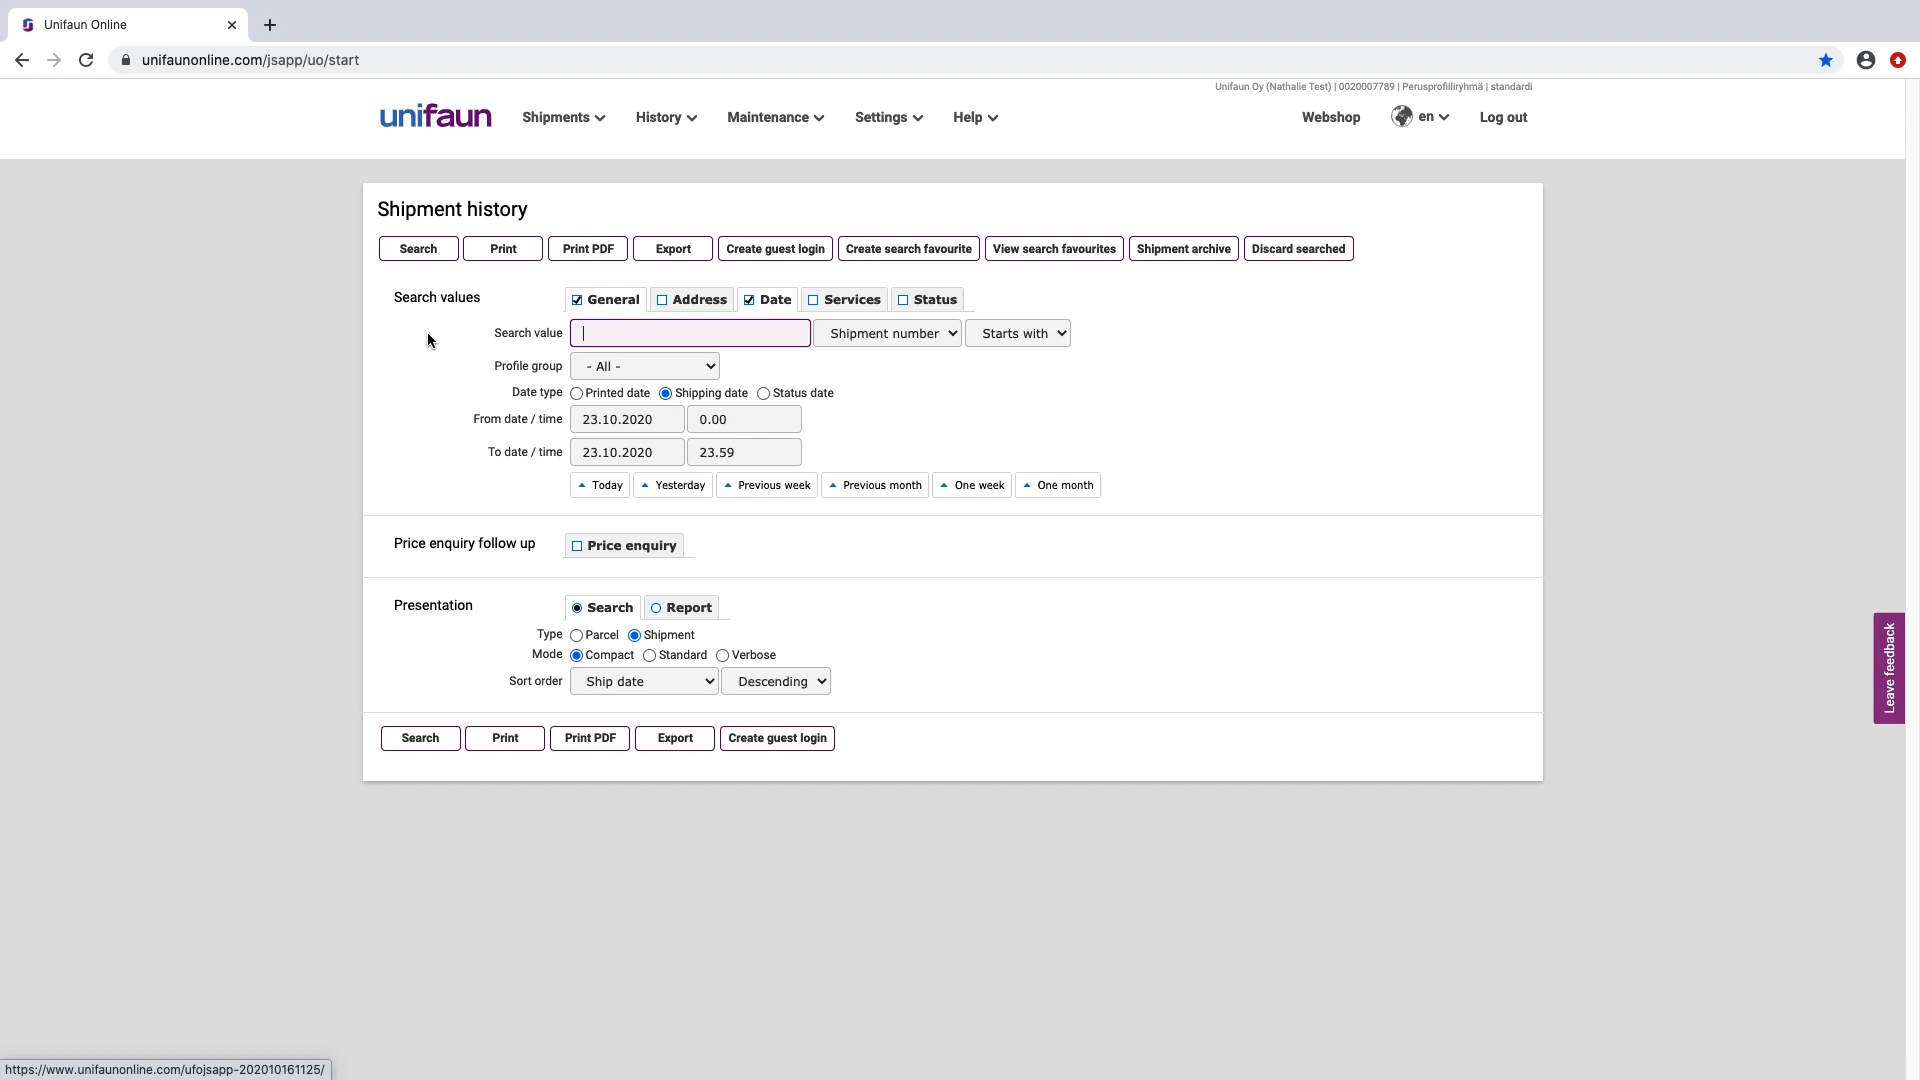 Unifaun Online
unifaunonline.com/jsapp/uo/start
Unifaun Oy (Nathalie Test) | 0020007789 | Perusprofiiliryhmä | standardi
unifaun Shipments History Maintenance Settings Help Webshop en Log out
Shipment history
Search Print Print PDF Export Create guest login Create search favourite View search favourites Shipment archive Discard searched
Search values General Address Date Services Status
Search value Shipment number Starts with
Profile group - All -
Date type Printed date Shipping date Status date
From date / time 23.10.2020 0.00
To date / time 23.10.2020 23.59
Today Yesterday Previous week Previous month One week One month
Price enquiry follow up Price enquiry
Presentation Search Report
Type Parcel Shipment
Mode Compact Standard Verbose
Sort order Ship date Descending
Leave feedback
Search Print Print PDF Export Create guest login
https://www.unifaunonline.com/ufojsapp-202010161125/